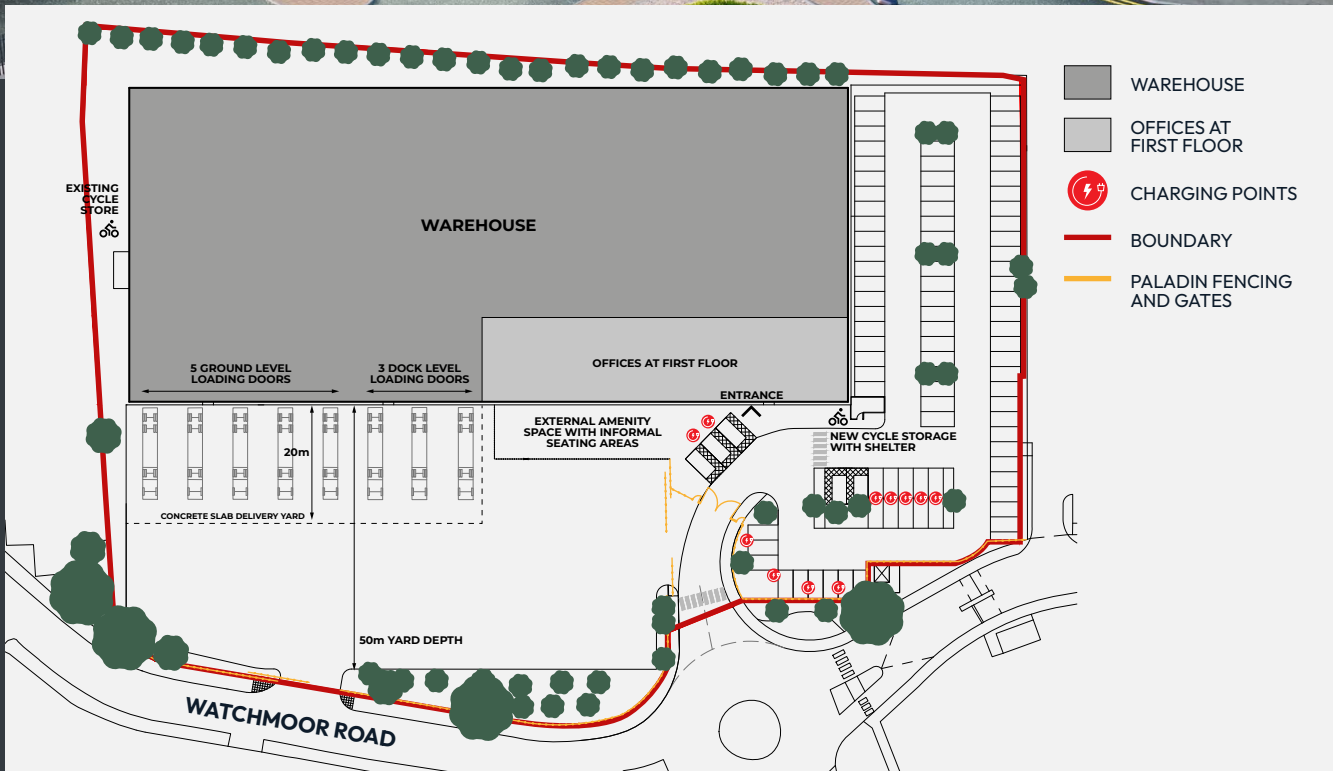 WAREHOUSE
OFFICES AT
FIRST FLOOR
CHARGING POINTS
BOUNDARY
PALADIN FENCING
AND GATES
EXISTING
CYCLE
STORE
WAREHOUSE
5 GROUND LEVEL
LOADING DOORS
3 DOCK LEVEL
LOADING DOORS
OFFICES AT FIRST FLOOR
ENTRANCE
EXTERNAL AMENITY
SPACE WITH INFORMAL
SEATING AREAS
NEW CYCLE STORAGE
WITH SHELTER
20m
CONCRETE SLAB DELIVERY YARD
50m YARD DEPTH
WATCHMOOR ROAD